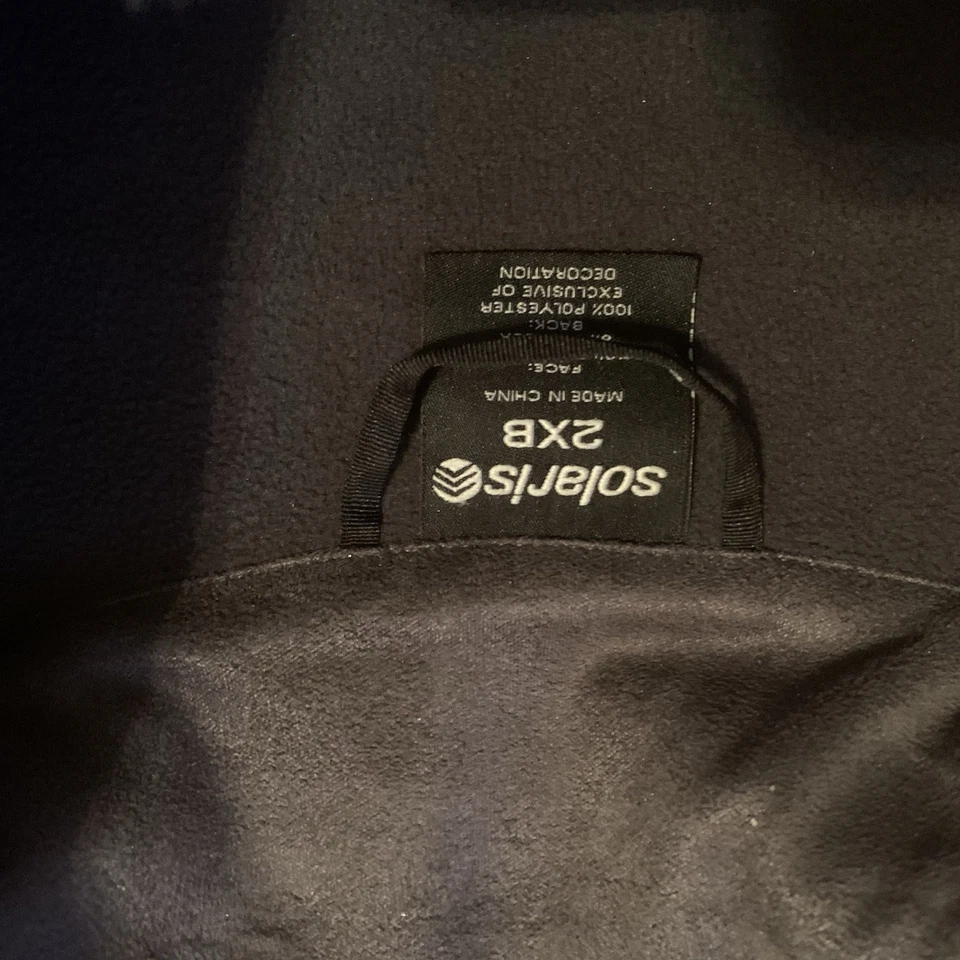 solaris
2XB
MADE IN CHINA
FACE:
BACK:
100% POLYESTER
EXCLUSIVE OF
DECORATION